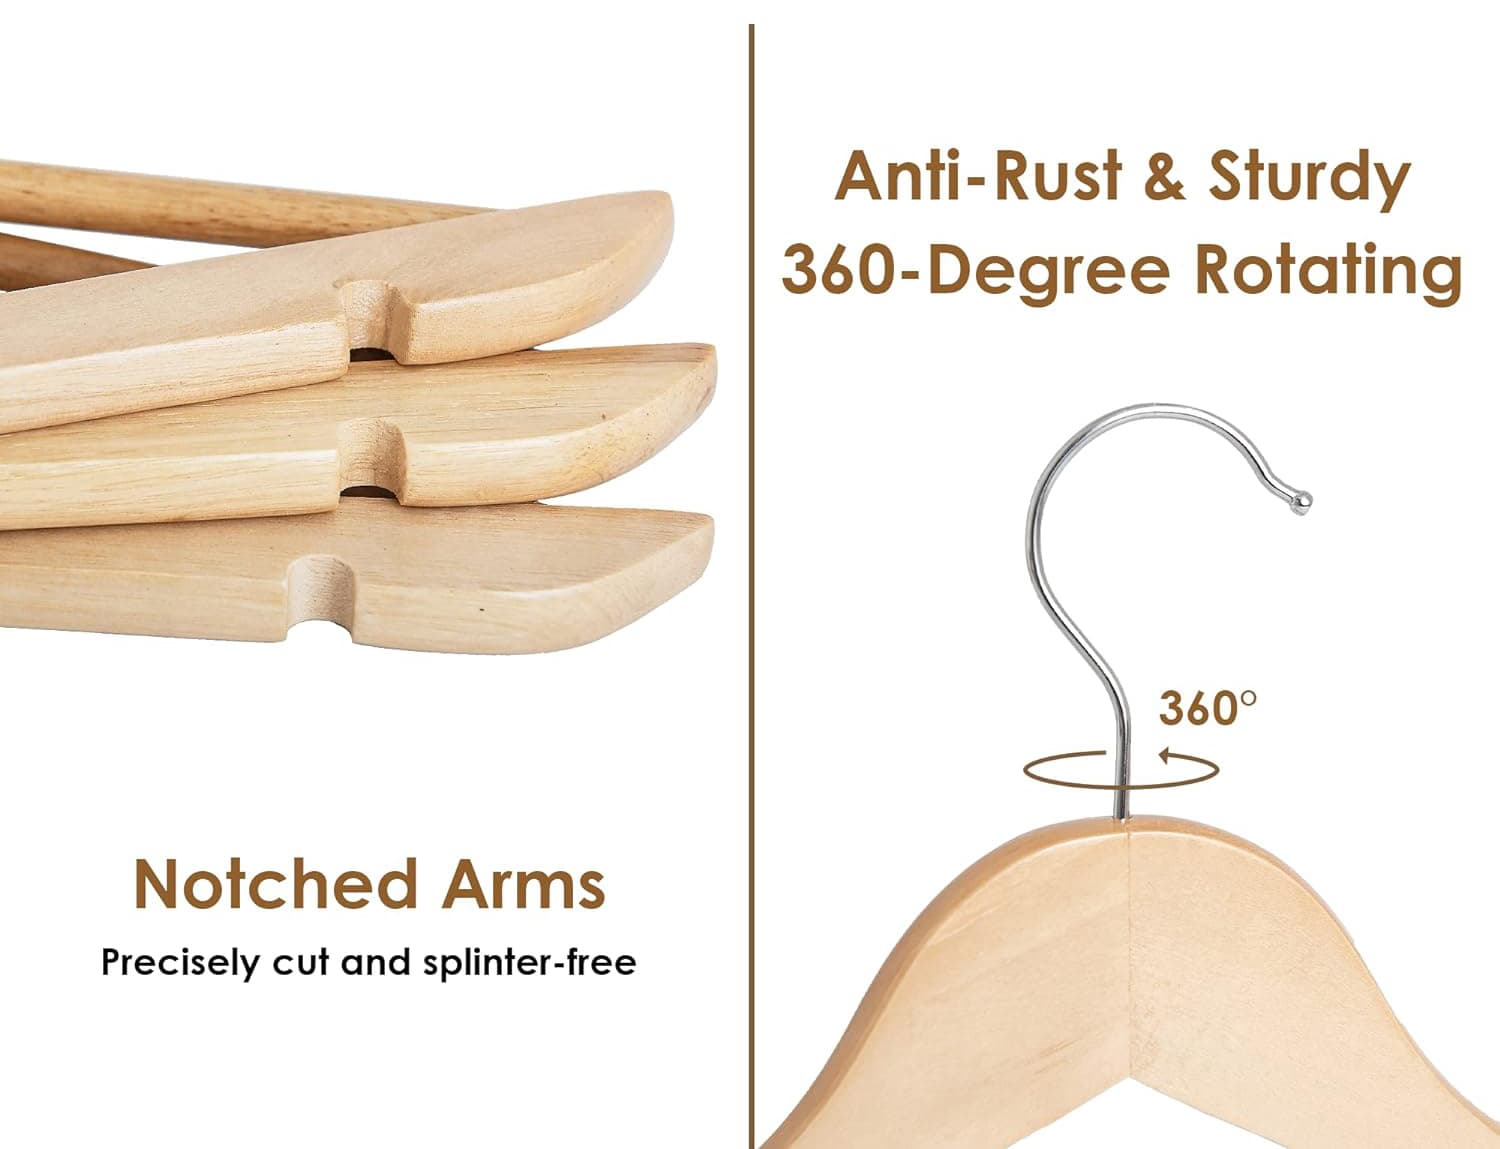 Notched Arms
Precisely cut and splinter-free
Anti-Rust & Sturdy
360-Degree Rotating
360°